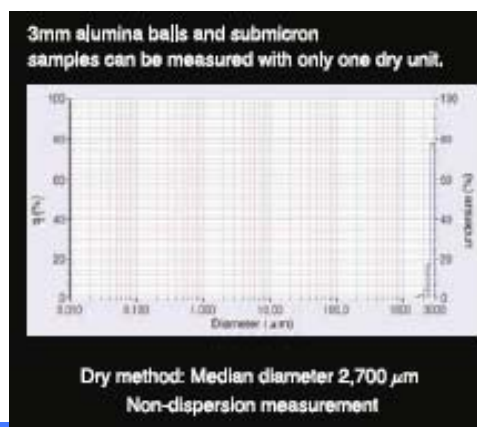 3mm alumina balls and submicron
samples can be measured with only one dry unit.
100 100
80 80
60 60
40 40
20 20
0 0
q (%)
undersize (%)
0.010 0.100 1.000 10.00 100.0 1000 3000
Diameter (μm)
Dry method: Median diameter 2,700 μm
Non-dispersion measurement